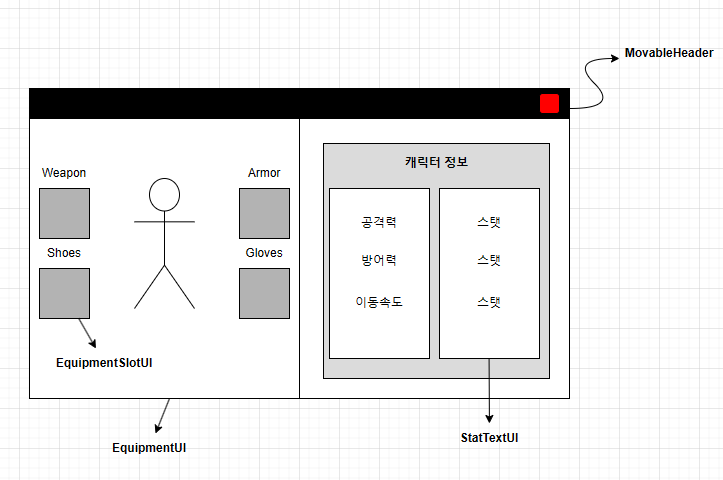 MovableHeader
Weapon
Armor
Shoes
Gloves
EquipmentSlotUI
EquipmentUI
캐릭터 정보
공격력
스탯
방어력
스탯
이동속도
스탯
StatTextUI